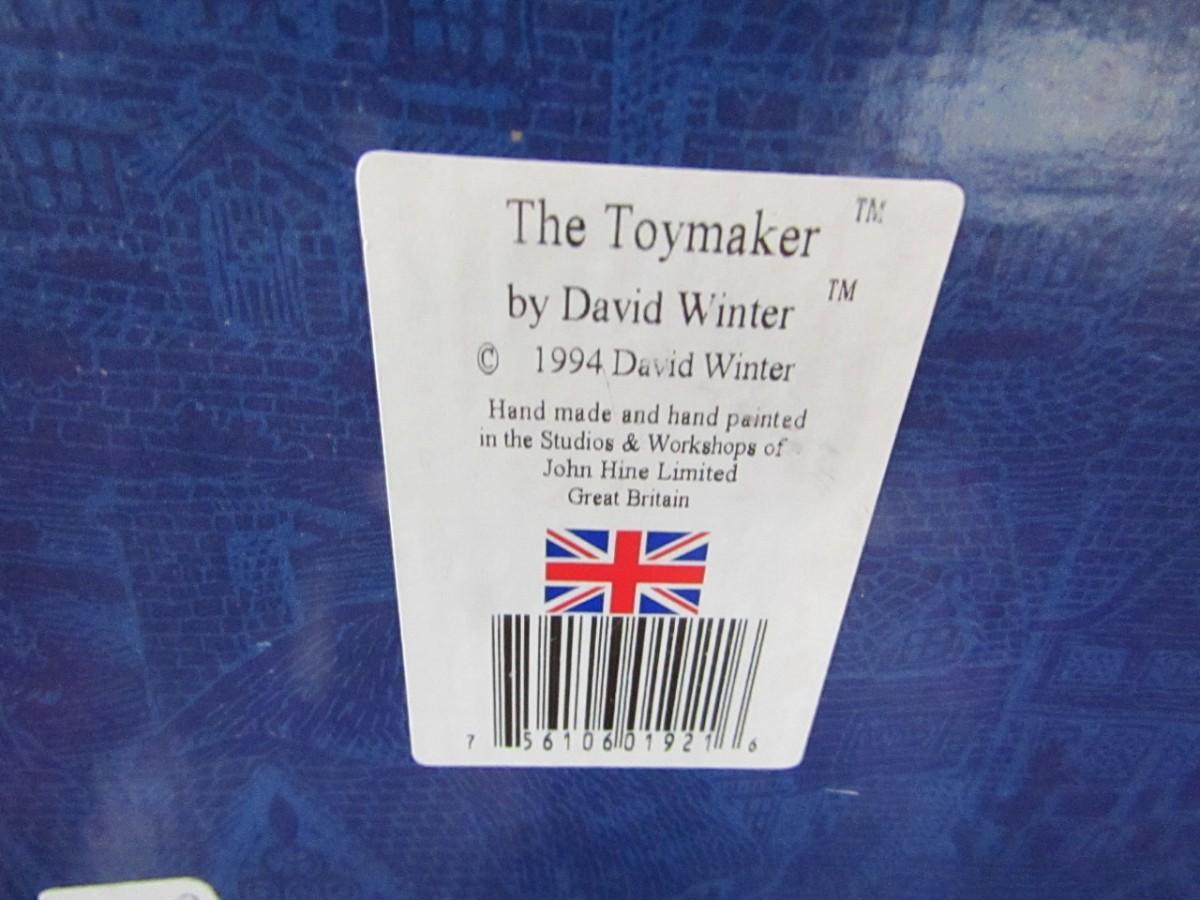 The Toymaker ™
by David Winter ™
© 1994 David Winter
Hand made and hand painted
in the Studios & Workshops of
John Hine Limited
Great Britain
7 56106 01921 6